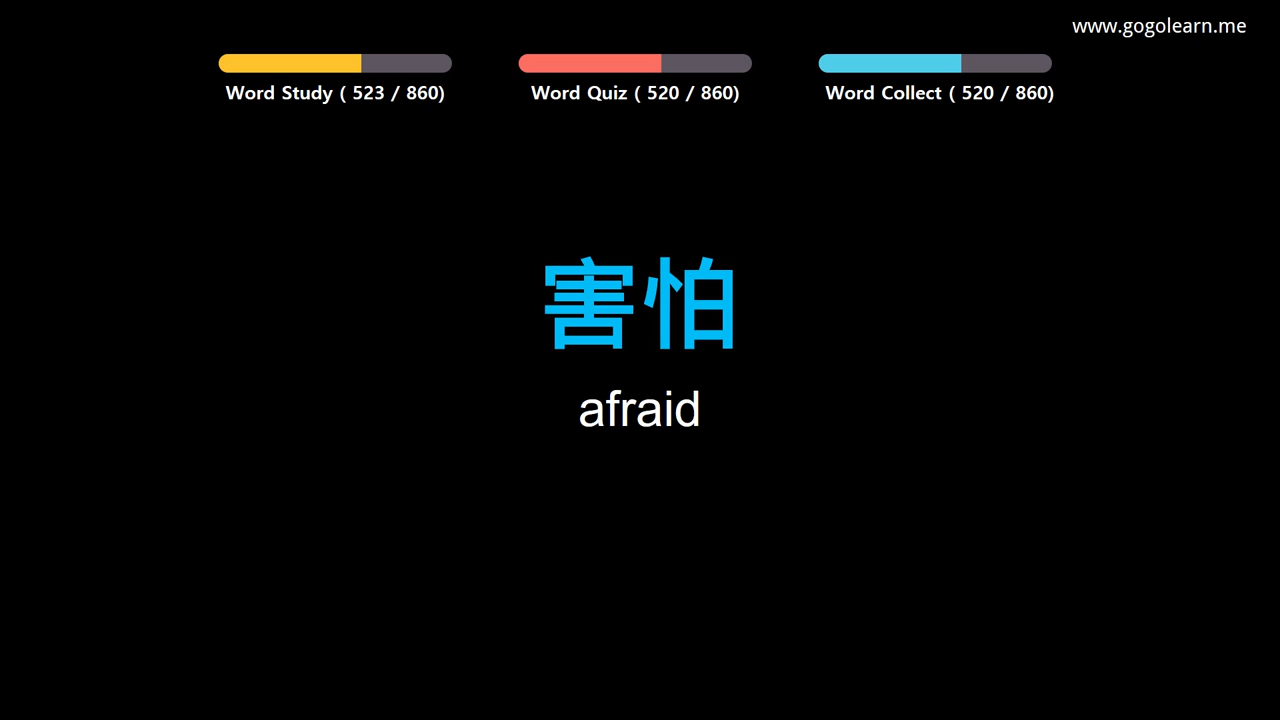 www.gogolearn.me
Word Study ( 523 / 860)
Word Quiz ( 520 / 860)
Word Collect ( 520 / 860)
害怕
afraid